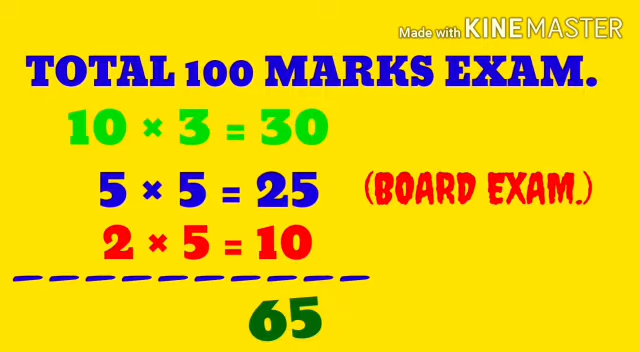 Made with KINEMASTER
TOTAL 100 MARKS EXAM.
10 × 3 = 30
5 × 5 = 25 (BOARD EXAM.)
2 × 5 = 10
65